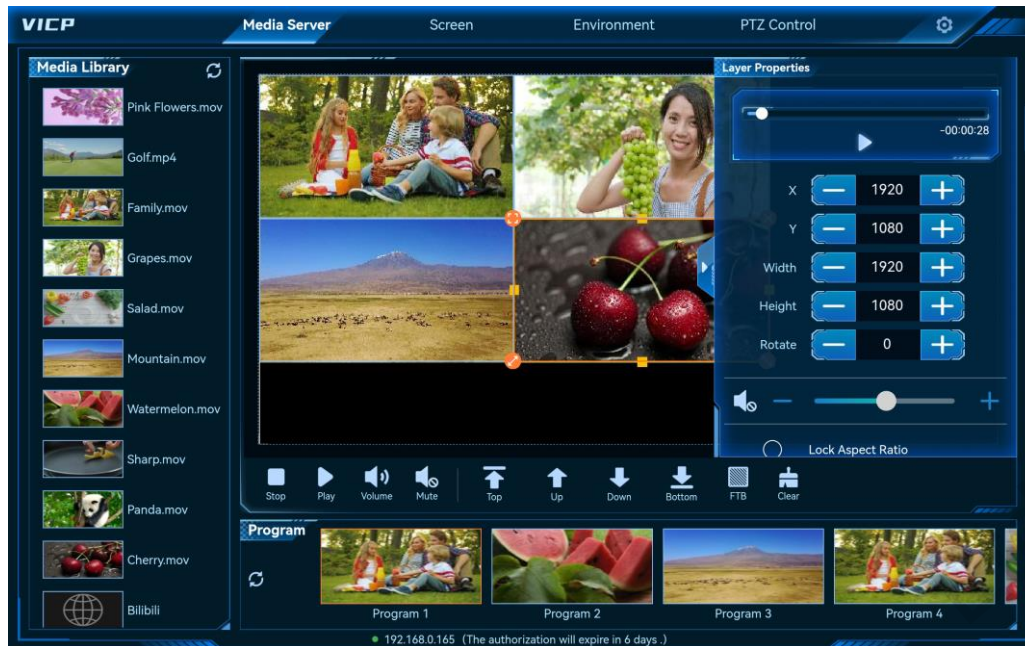 VICP
Media Server
Screen
Environment
PTZ Control
Media Library
Pink Flowers.mov
Golf.mp4
Family.mov
Grapes.mov
Salad.mov
Mountain.mov
Watermelon.mov
Sharp.mov
Panda.mov
Cherry.mov
Bilibili
Layer Properties
-00:00:28
X 1920
Y 1080
Width 1920
Height 1080
Rotate 0
Lock Aspect Ratio
Stop
Play
Volume
Mute
Top
Up
Down
Bottom
FTB
Clear
Program
Program 1
Program 2
Program 3
Program 4
192.168.0.165 (The authorization will expire in 6 days .)